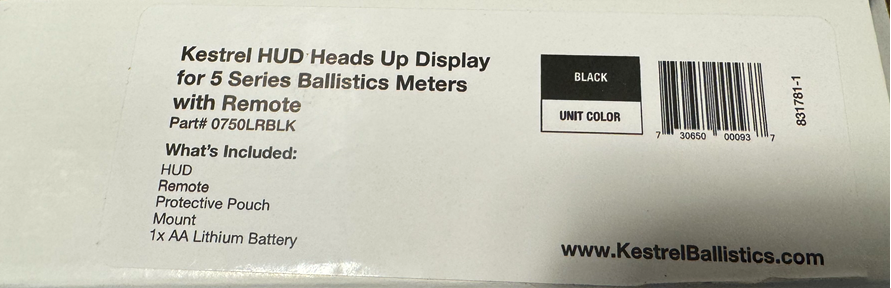 Kestrel HUD Heads Up Display
for 5 Series Ballistics Meters
with Remote
Part# 0750LRBLK
What's Included:
HUD
Remote
Protective Pouch
Mount
1x AA Lithium Battery
BLACK
UNIT COLOR
7 30650 00093 7
831781-1
www.KestrelBallistics.com